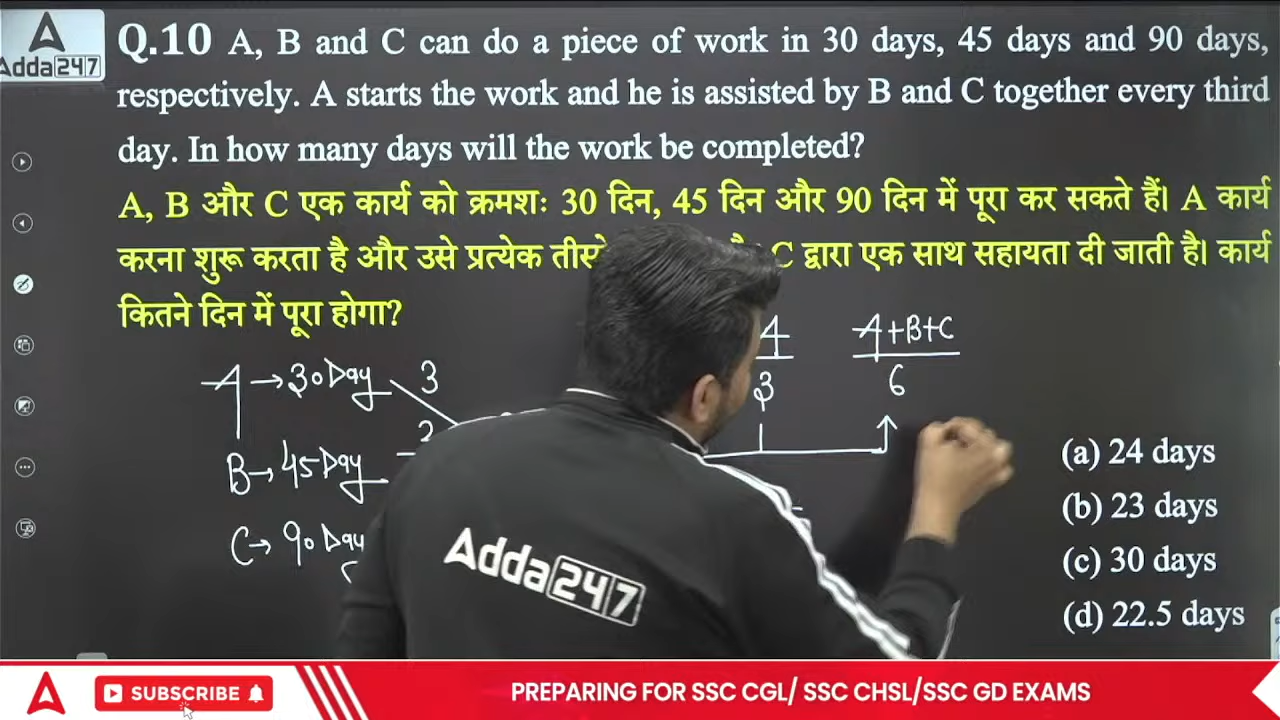 Adda247
Q.10 A, B and C can do a piece of work in 30 days, 45 days and 90 days,
respectively. A starts the work and he is assisted by B and C together every third
day. In how many days will the work be completed?
A, B और C एक कार्य को क्रमशः 30 दिन, 45 दिन और 90 दिन में पूरा कर सकते हैं। A कार्य
करना शुरू करता है और उसे प्रत्येक C द्वारा एक साथ सहायता दी जाती है। कार्य
कितने दिन में पूरा होगा?
A → 30 Day 3
B → 45 Day 2
C → 90 Day
A A+B+C
3 6
(a) 24 days
(b) 23 days
(c) 30 days
(d) 22.5 days
Adda247
SUBSCRIBE
PREPARING FOR SSC CGL/ SSC CHSL/SSC GD EXAMS